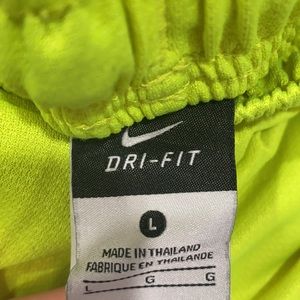 DRI-FIT
L
MADE IN THAILAND
FABRIQUE EN THAILANDE
L G G